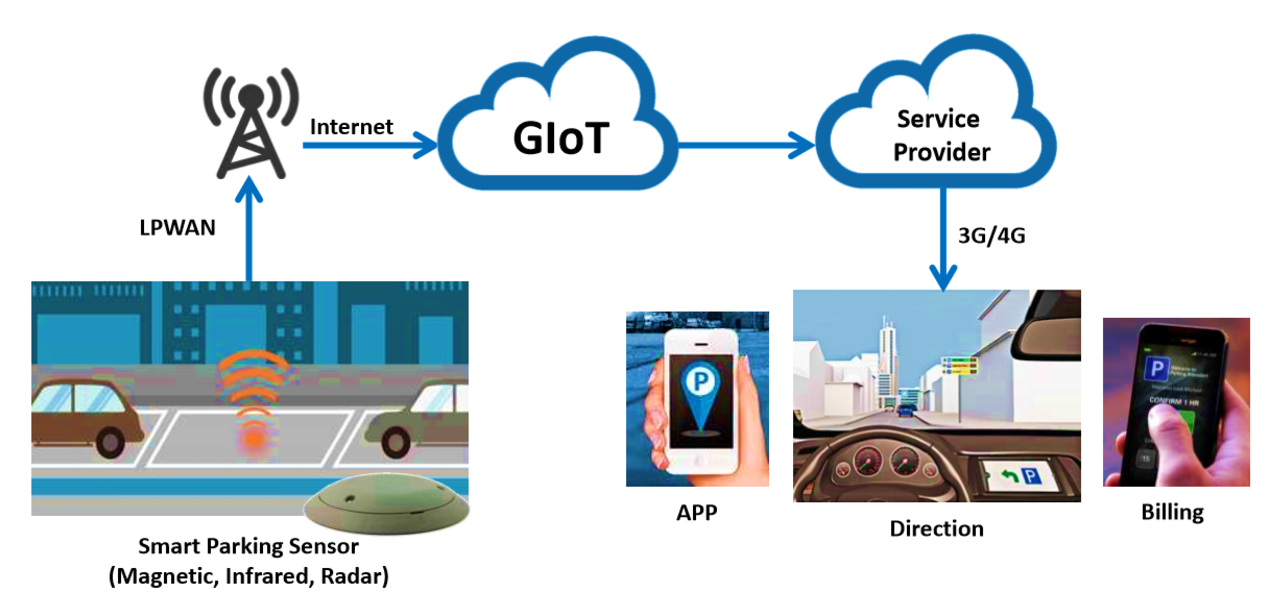 Internet
GIoT
Service
Provider
LPWAN
3G/4G
P
P
P
CONFIRM 1 HR
APP
Direction
Billing
Smart Parking Sensor
(Magnetic, Infrared, Radar)